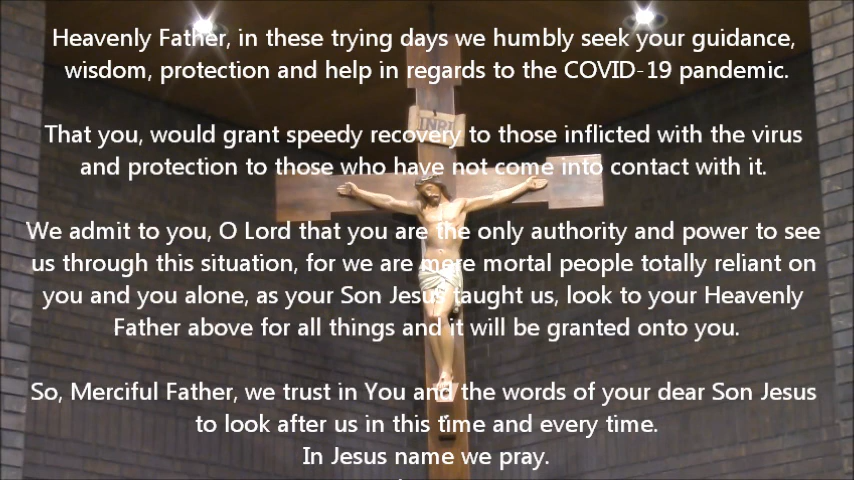 Heavenly Father, in these trying days we humbly seek your guidance,
wisdom, protection and help in regards to the COVID-19 pandemic.
INRI
That you, would grant speedy recovery to those inflicted with the virus
and protection to those who have not come into contact with it.
We admit to you, O Lord that you are the only authority and power to see
us through this situation, for we are mere mortal people totally reliant on
you and you alone, as your Son Jesus taught us, look to your Heavenly
Father above for all things and it will be granted onto you.
So, Merciful Father, we trust in You and the words of your dear Son Jesus
to look after us in this time and every time.
In Jesus name we pray.